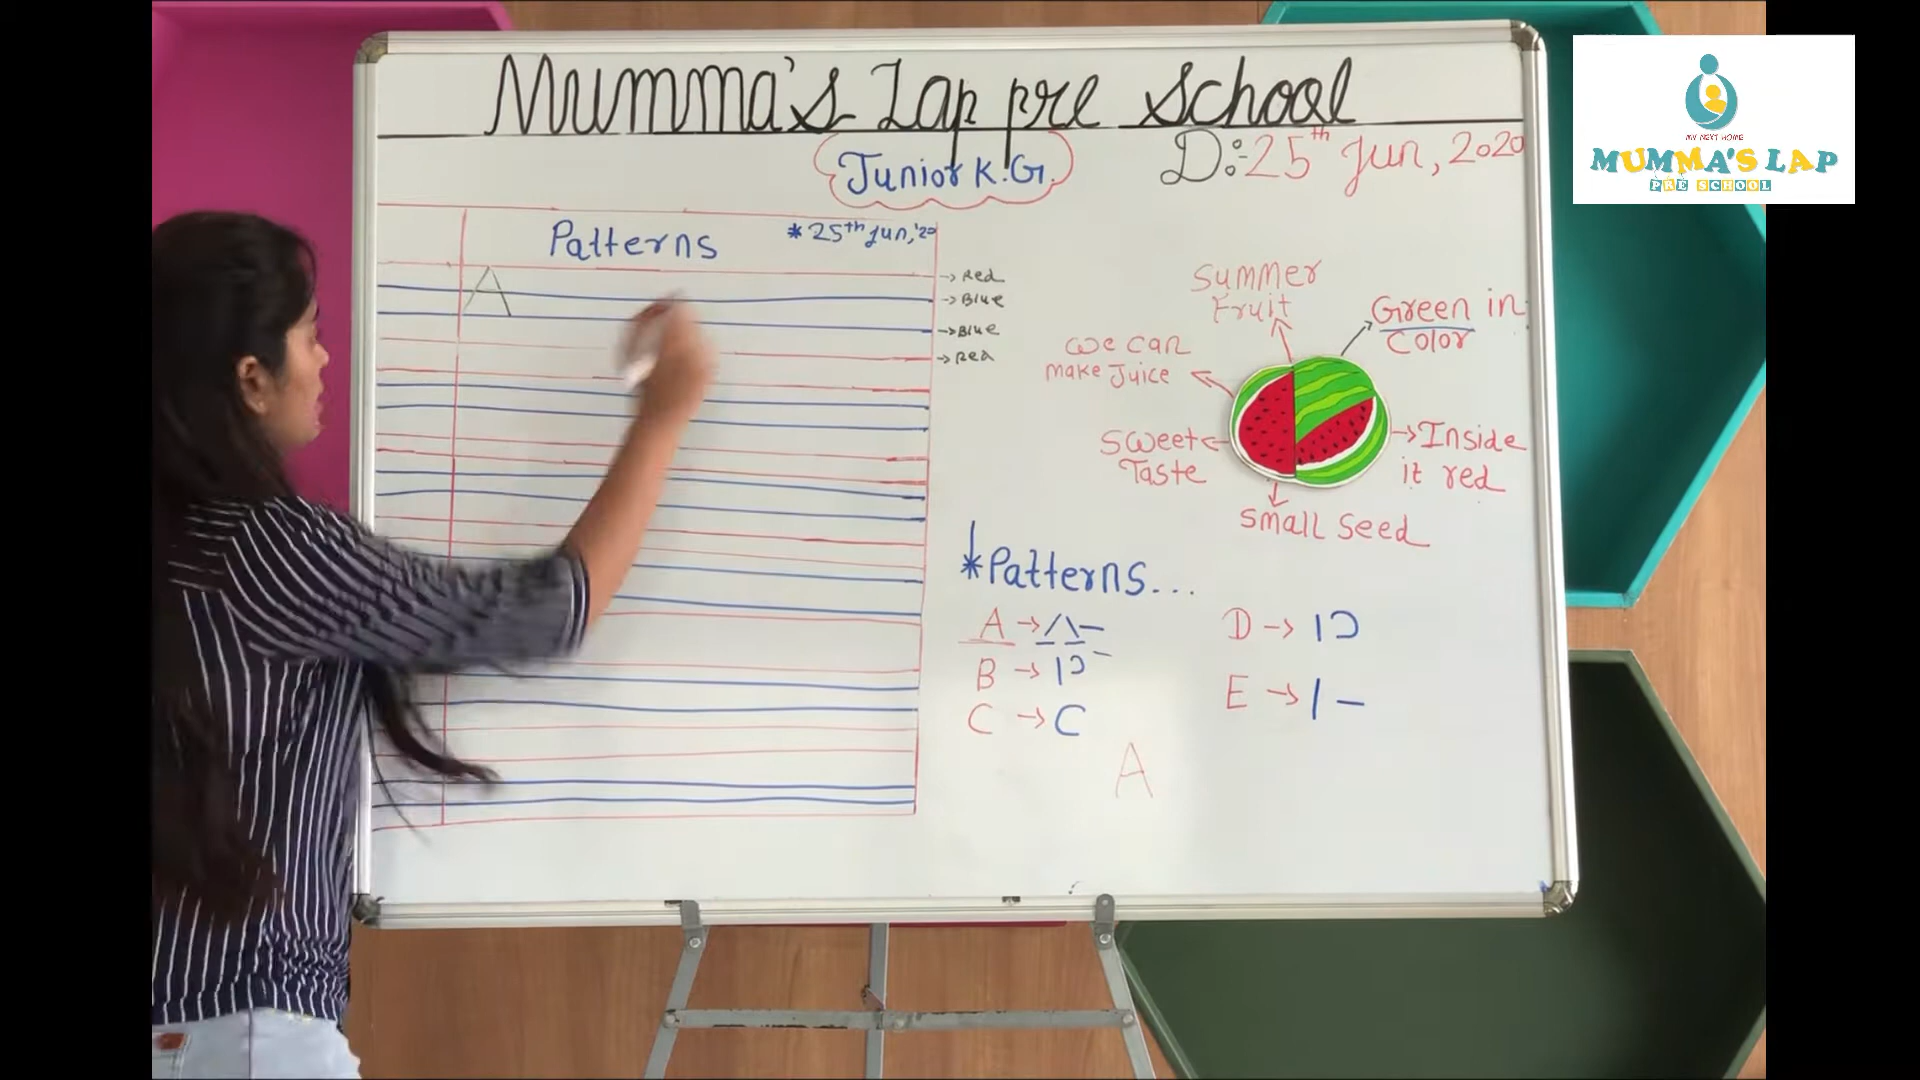 Mumma's Lap pre School
Junior K.G.
D:- 25th Jun, 2020
MY NEXT HOME
MUMMA'S LAP
PRE SCHOOL
Patterns
* 25th Jun,'20
→ Red
→ Blue
→ Blue
→ Red
A
Summer
Fruit
Green in
Color
We can
make Juice
Sweet
Taste
→ Inside
it red
Small Seed
* Patterns...
A → / \ –
B → | Ɔ
C → C
D → | Ɔ
E → | –
A